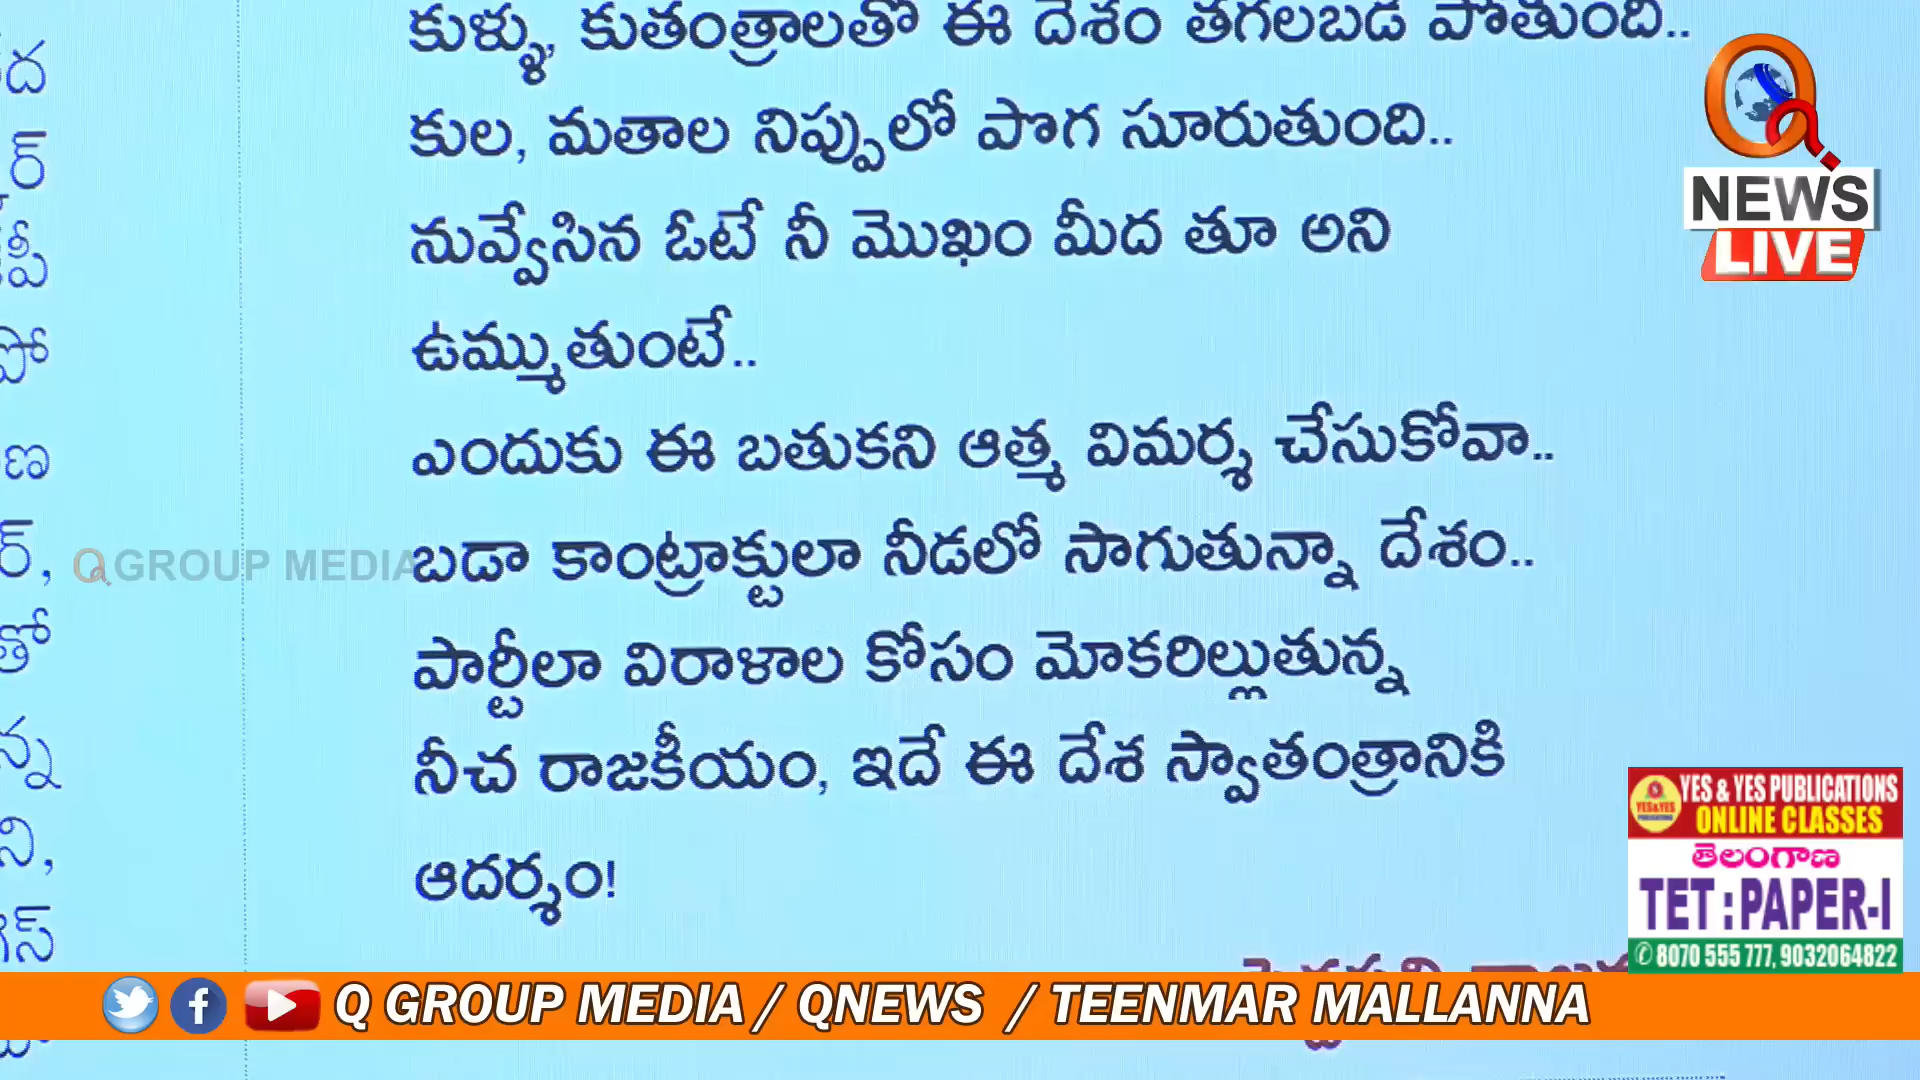 కుళ్ళు, కుతంత్రాలతో ఈ దేశం తగలబడి పోతుంది..
కుల, మతాల నిప్పులో పొగ సూరుతుంది..
నువ్వేసిన ఓటే నీ మొఖం మీద తూ అని
ఉమ్ముతుంటే..
ఎందుకు ఈ బతుకని ఆత్మ విమర్శ చేసుకోవా..
బడా కాంట్రాక్టులా నీడలో సాగుతున్నా దేశం..
పార్టీలా విరాళాల కోసం మోకరిల్లుతున్న
నీచ రాజకీయం, ఇదే ఈ దేశ స్వాతంత్రానికి
ఆదర్శం!
Q GROUP MEDIA
Q
NEWS
LIVE
YES & YES PUBLICATIONS
ONLINE CLASSES
తెలంగాణ
TET : PAPER-I
8070 555 777, 9032064822
Q GROUP MEDIA / QNEWS / TEENMAR MALLANNA